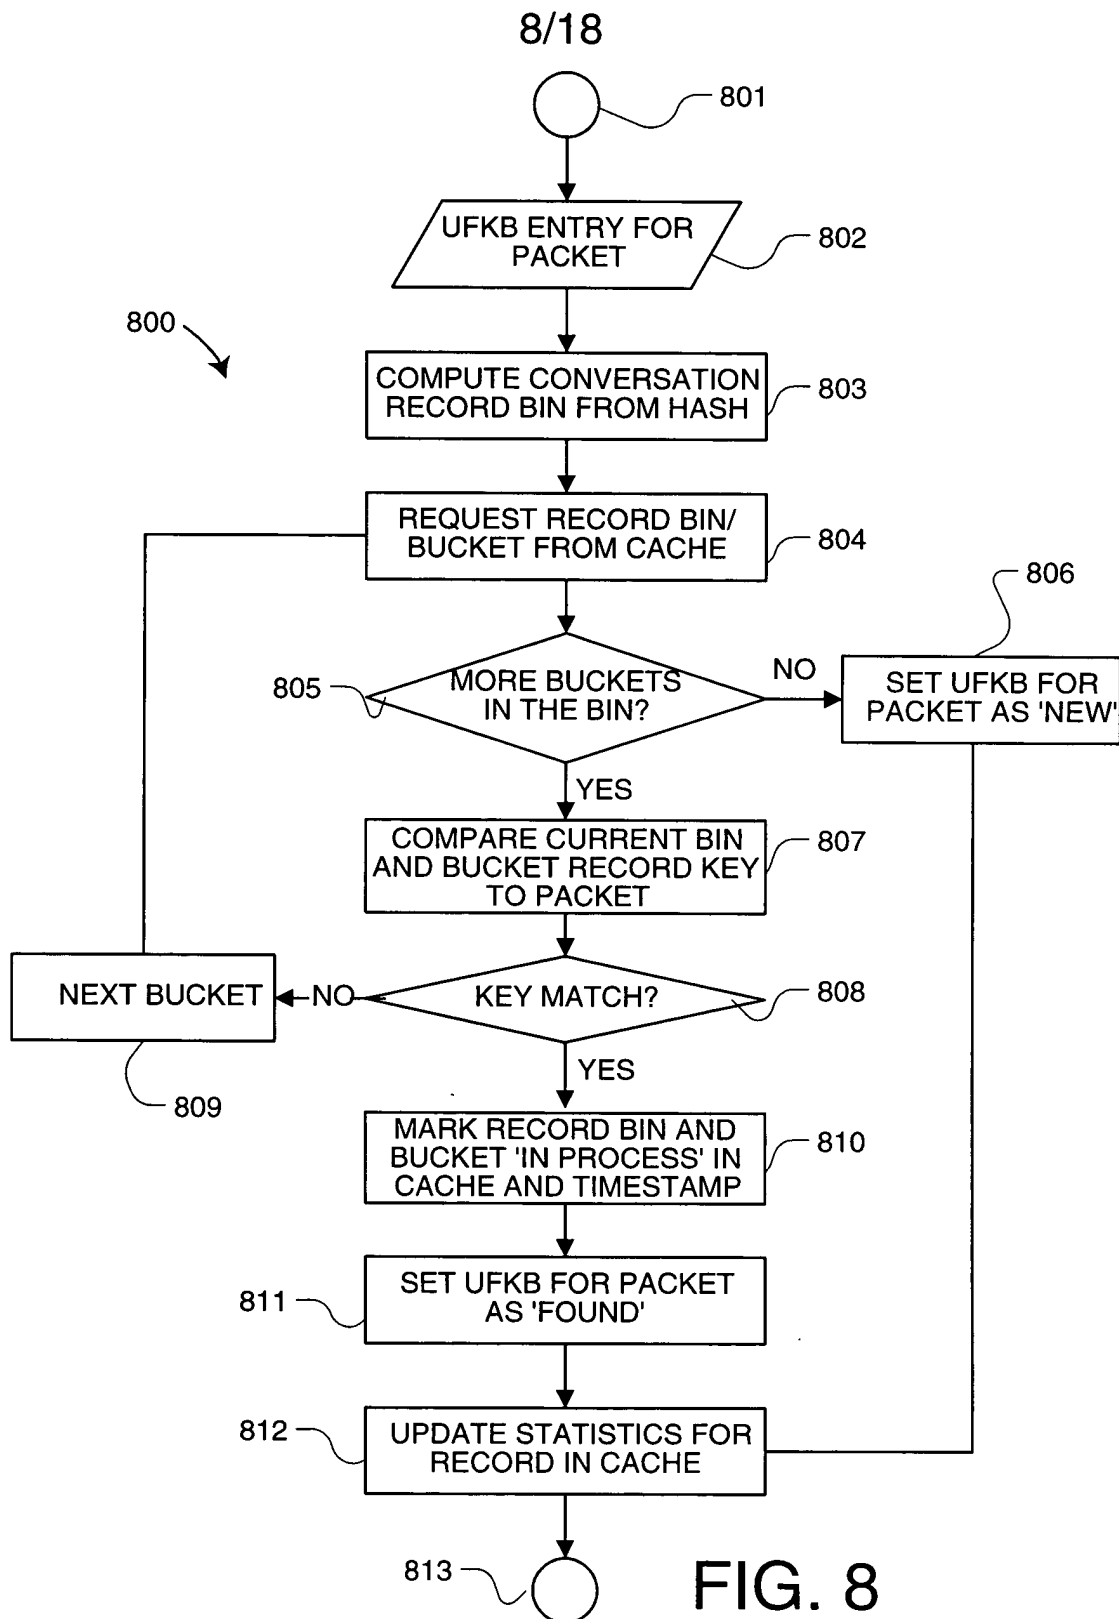 8/18
801
UFKB ENTRY FOR
PACKET
802
800
COMPUTE CONVERSATION
RECORD BIN FROM HASH
803
REQUEST RECORD BIN/
BUCKET FROM CACHE
804
806
805
MORE BUCKETS
IN THE BIN?
NO
SET UFKB FOR
PACKET AS 'NEW'
YES
COMPARE CURRENT BIN
AND BUCKET RECORD KEY
TO PACKET
807
NEXT BUCKET
NO
KEY MATCH?
808
809
YES
MARK RECORD BIN AND
BUCKET 'IN PROCESS' IN
CACHE AND TIMESTAMP
810
811
SET UFKB FOR PACKET
AS 'FOUND'
812
UPDATE STATISTICS FOR
RECORD IN CACHE
813
FIG. 8